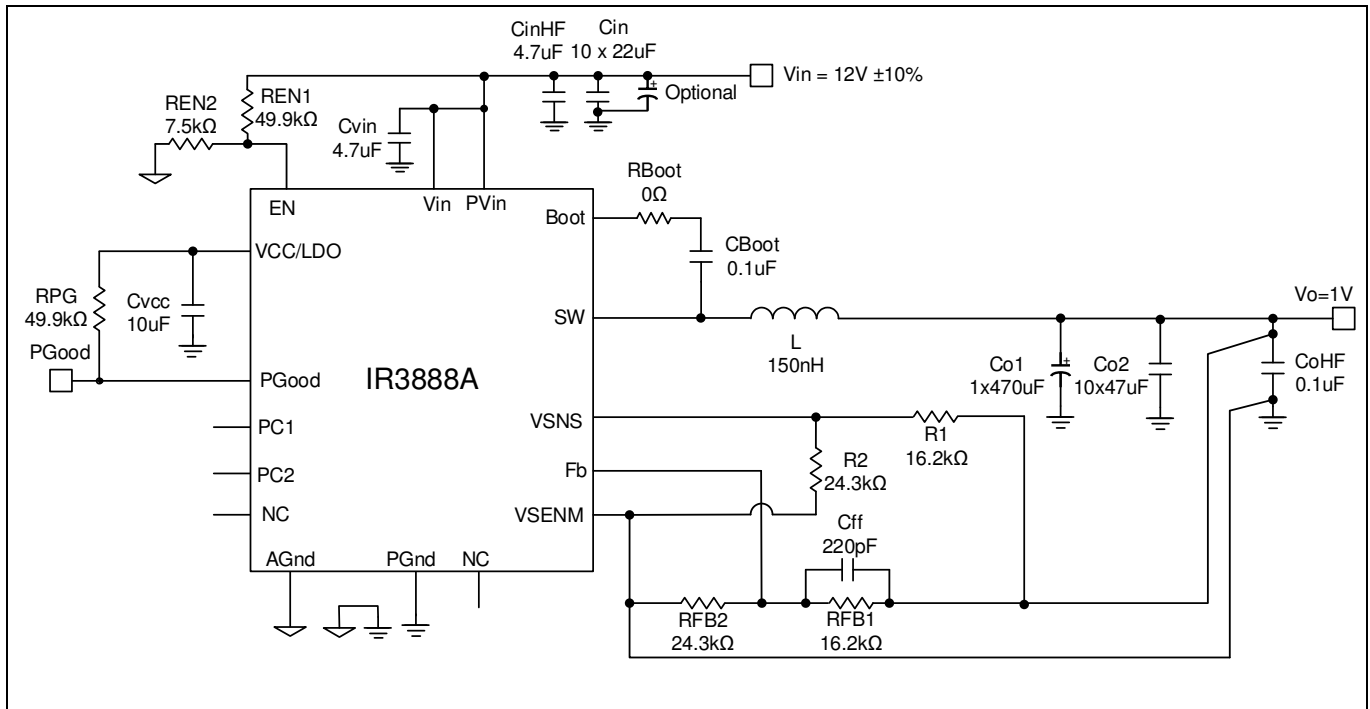 CinHF
4.7uF
Cin
10 x 22uF
Vin = 12V ±10%
Optional
REN2
7.5kΩ
REN1
49.9kΩ
Cvin
4.7uF
RBoot
0Ω
EN
Vin
PVin
Boot
CBoot
0.1uF
VCC/LDO
RPG
49.9kΩ
Cvcc
10uF
SW
L
150nH
Vo=1V
Co1
1x470uF
Co2
10x47uF
CoHF
0.1uF
PGood
PGood
IR3888A
PC1
PC2
NC
VSNS
R1
16.2kΩ
Fb
R2
24.3kΩ
VSENM
Cff
220pF
AGnd
PGnd
NC
RFB2
24.3kΩ
RFB1
16.2kΩ